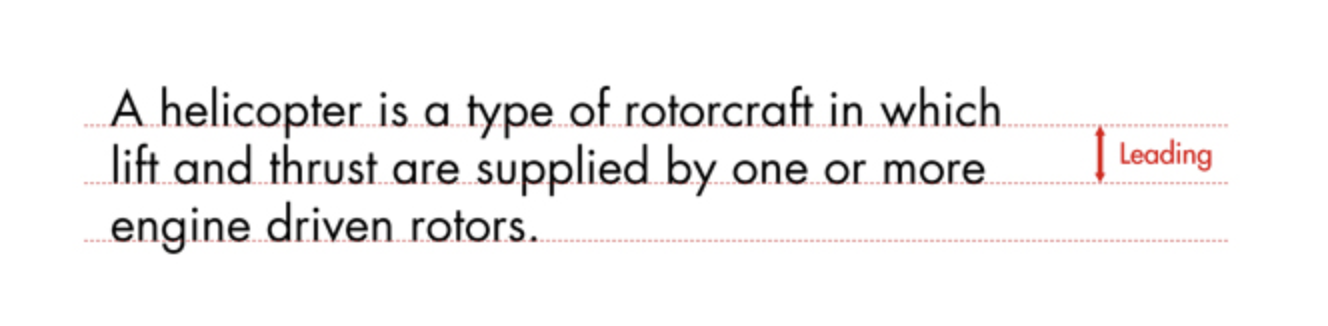 A helicopter is a type of rotorcraft in which
lift and thrust are supplied by one or more
engine driven rotors.
Leading